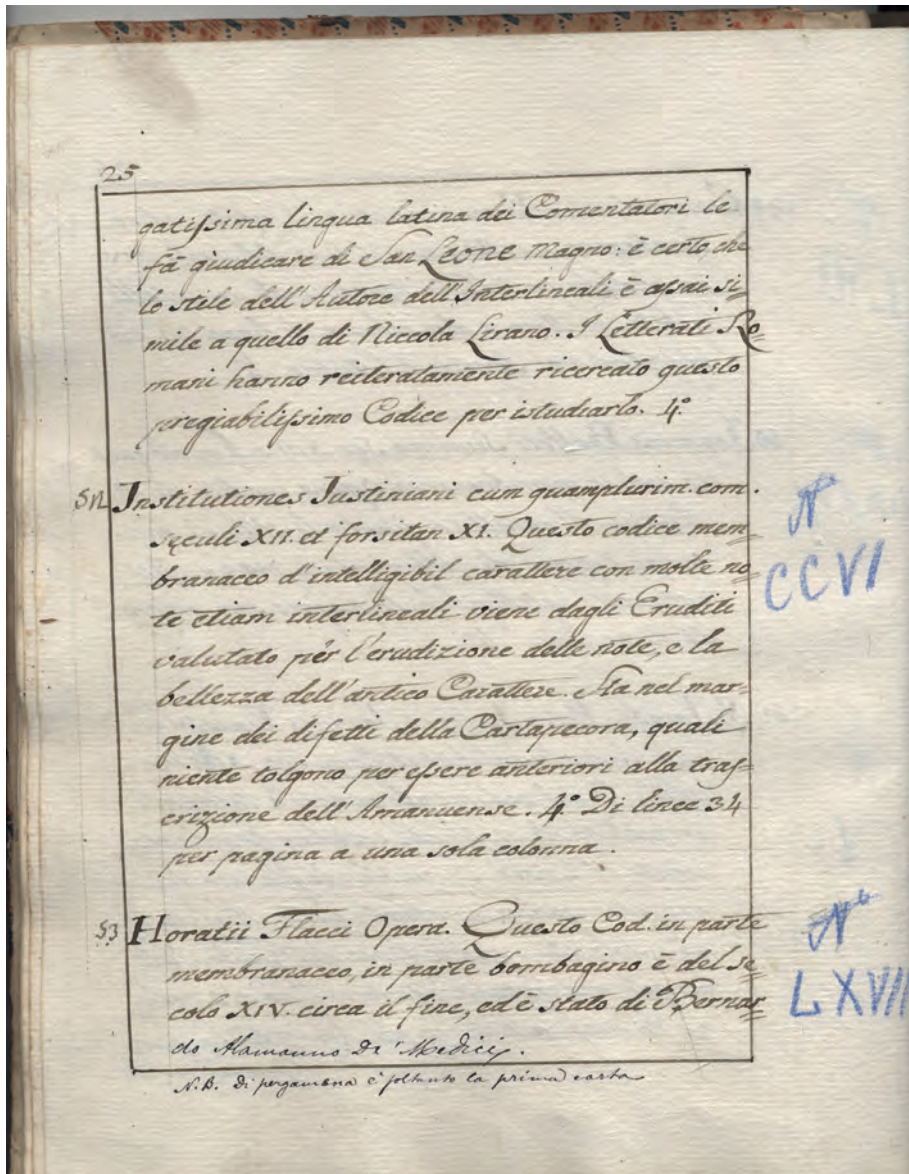 25
gatissima lingua latina dei Comentatori le
fà giudicare di San Leone Magno: è certo, che
lo stile dell'Autore dell'Interlineali è assai si=
mile a quello di Niccola Lirano. I Letterati Ro=
mani hanno reiteratamente ricercato questo
pregiabilissimo Codice per istudiarlo. 4.°
52 Institutiones Justiniani cum quamplurim. com.
N°
sęculi XII. et forsitan XI. Questo codice mem=
CCVI
branaceo d'intelligibil carattere con molte no=
te etiam interlineali viene dagli Eruditi
valutato per l'erudizione delle note, e la
bellezza dell'antico Carattere. Ha nel mar=
gine dei difetti della Cartapecora, quali
niente tolgono per essere anteriori alla tras=
crizione dell'Amanuense. 4.° Di linee 34
per pagina a una sola colonna.
53 Horatii Flacci Opera. Questo Cod. in parte
N°
membranaceo, in parte bombagino è del se=
LXVII
colo XIV. circa il fine, ed è stato di Bernar=
do Alamanno De' Medici.
N.B. Di pergamena è soltanto la prima carta